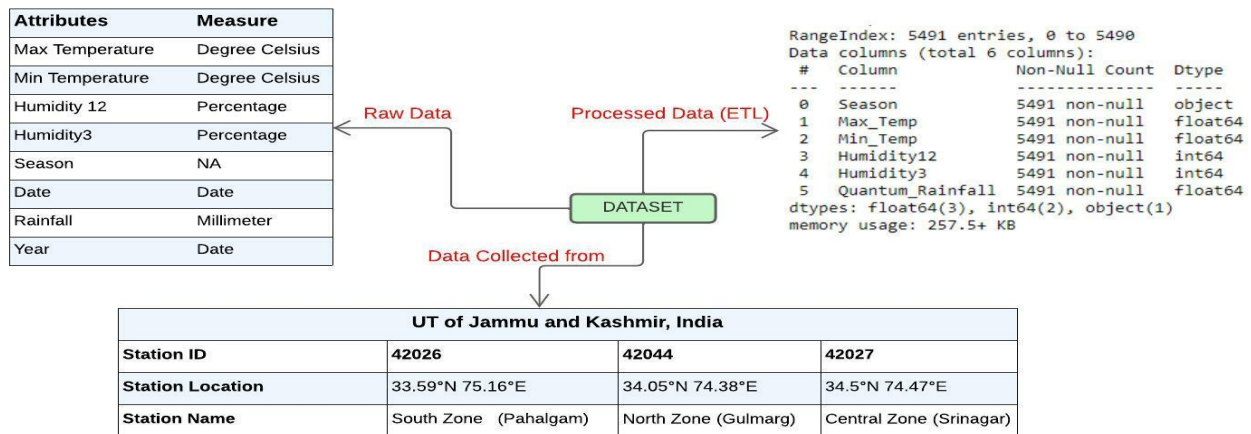 Attributes Measure
Max Temperature Degree Celsius
Min Temperature Degree Celsius
Humidity 12 Percentage
Humidity3 Percentage
Season NA
Date Date
Rainfall Millimeter
Year Date
Raw Data
Processed Data (ETL)
RangeIndex: 5491 entries, 0 to 5490
Data columns (total 6 columns):
# Column Non-Null Count Dtype
--- ------ -------------- -----
0 Season 5491 non-null object
1 Max_Temp 5491 non-null float64
2 Min_Temp 5491 non-null float64
3 Humidity12 5491 non-null int64
4 Humidity3 5491 non-null int64
5 Quantum_Rainfall 5491 non-null float64
dtypes: float64(3), int64(2), object(1)
memory usage: 257.5+ KB
DATASET
Data Collected from
UT of Jammu and Kashmir, India
Station ID 42026 42044 42027
Station Location 33.59°N 75.16°E 34.05°N 74.38°E 34.5°N 74.47°E
Station Name South Zone (Pahalgam) North Zone (Gulmarg) Central Zone (Srinagar)